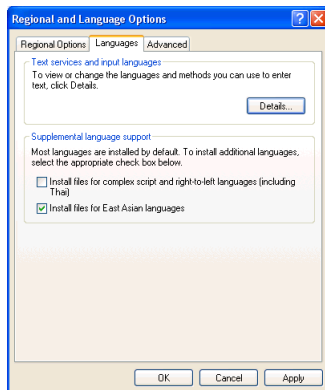 Regional and Language Options
Regional Options Languages Advanced
Text services and input languages
To view or change the languages and methods you can use to enter
text, click Details.
Details...
Supplemental language support
Most languages are installed by default. To install additional languages,
select the appropriate check box below.
Install files for complex script and right-to-left languages (including
Thai)
Install files for East Asian languages
OK Cancel Apply